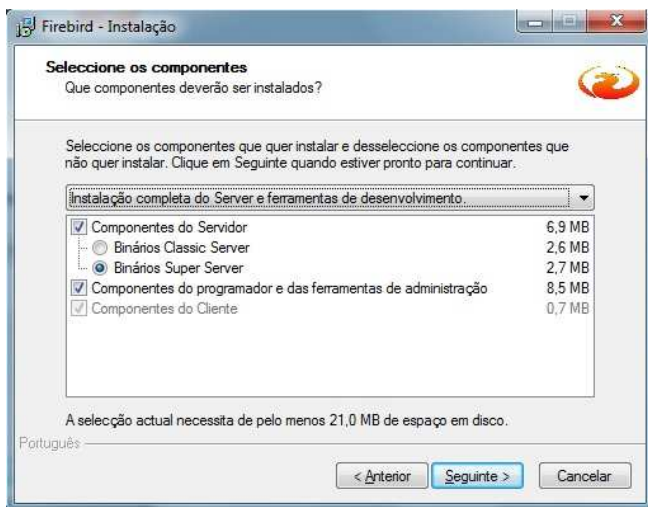 Firebird - Instalação
Seleccione os componentes
Que componentes deverão ser instalados?
Seleccione os componentes que quer instalar e desseleccione os componentes que
não quer instalar. Clique em Seguinte quando estiver pronto para continuar.
Instalação completa do Server e ferramentas de desenvolvimento.
Componentes do Servidor 6,9 MB
Binários Classic Server 2,6 MB
Binários Super Server 2,7 MB
Componentes do programador e das ferramentas de administração 8,5 MB
Componentes do Cliente 0,7 MB
A selecção actual necessita de pelo menos 21,0 MB de espaço em disco.
Português
< Anterior Seguinte > Cancelar